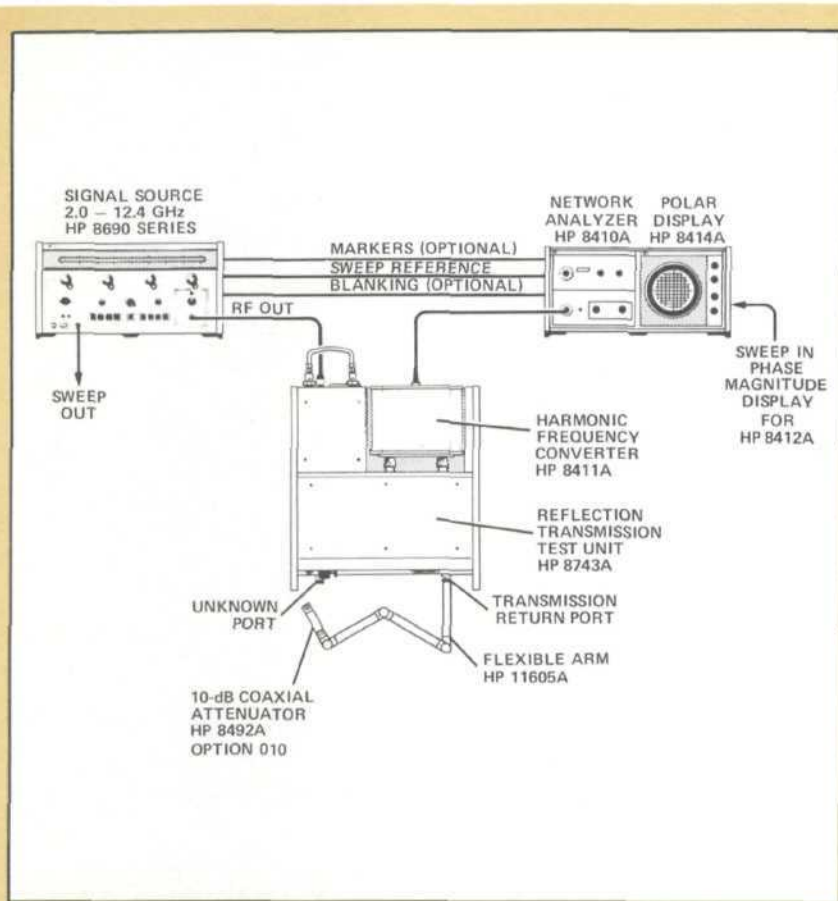 SIGNAL SOURCE
2.0 – 12.4 GHz
HP 8690 SERIES
NETWORK
ANALYZER
HP 8410A
POLAR
DISPLAY
HP 8414A
MARKERS (OPTIONAL)
SWEEP REFERENCE
BLANKING (OPTIONAL)
RF OUT
SWEEP
OUT
SWEEP IN
PHASE
MAGNITUDE
DISPLAY
FOR
HP 8412A
HARMONIC
FREQUENCY
CONVERTER
HP 8411A
REFLECTION
TRANSMISSION
TEST UNIT
HP 8743A
UNKNOWN
PORT
TRANSMISSION
RETURN PORT
FLEXIBLE ARM
HP 11605A
10-dB COAXIAL
ATTENUATOR
HP 8492A
OPTION 010